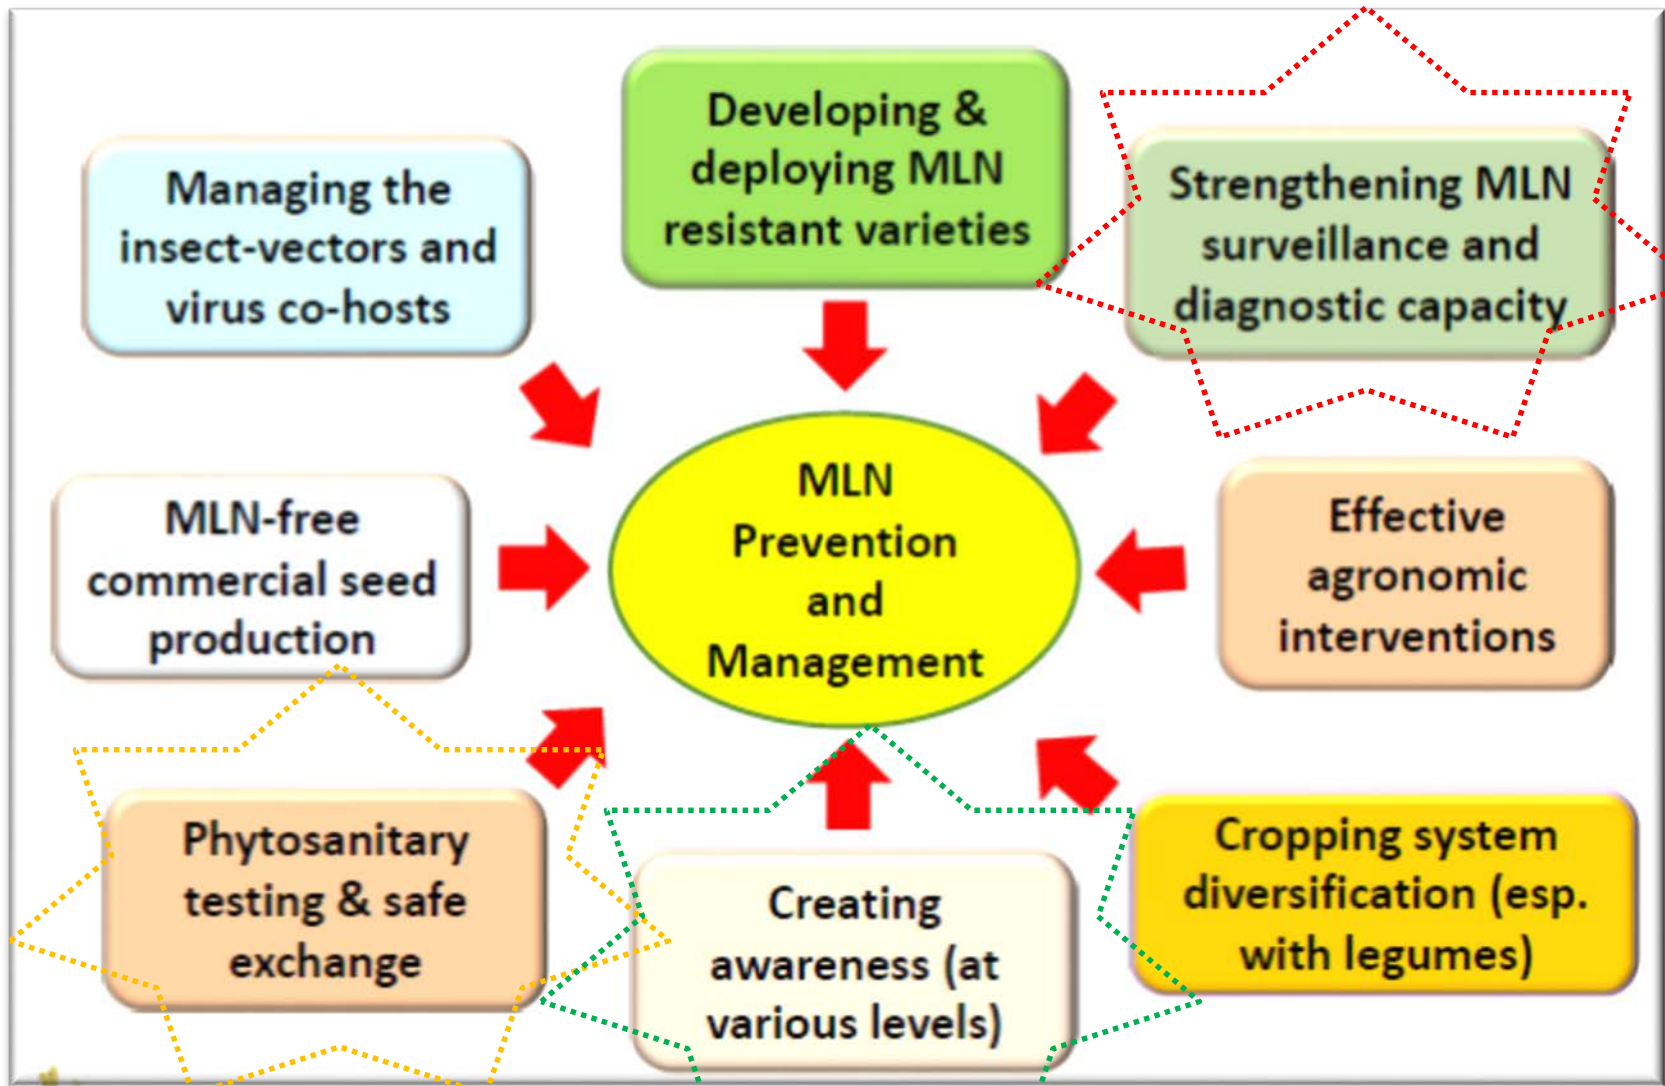 Developing &
deploying MLN
resistant varieties
Managing the
insect-vectors and
virus co-hosts
Strengthening MLN
surveillance and
diagnostic capacity
MLN-free
commercial seed
production
MLN
Prevention
and
Management
Effective
agronomic
interventions
Phytosanitary
testing & safe
exchange
Creating
awareness (at
various levels)
Cropping system
diversification (esp.
with legumes)